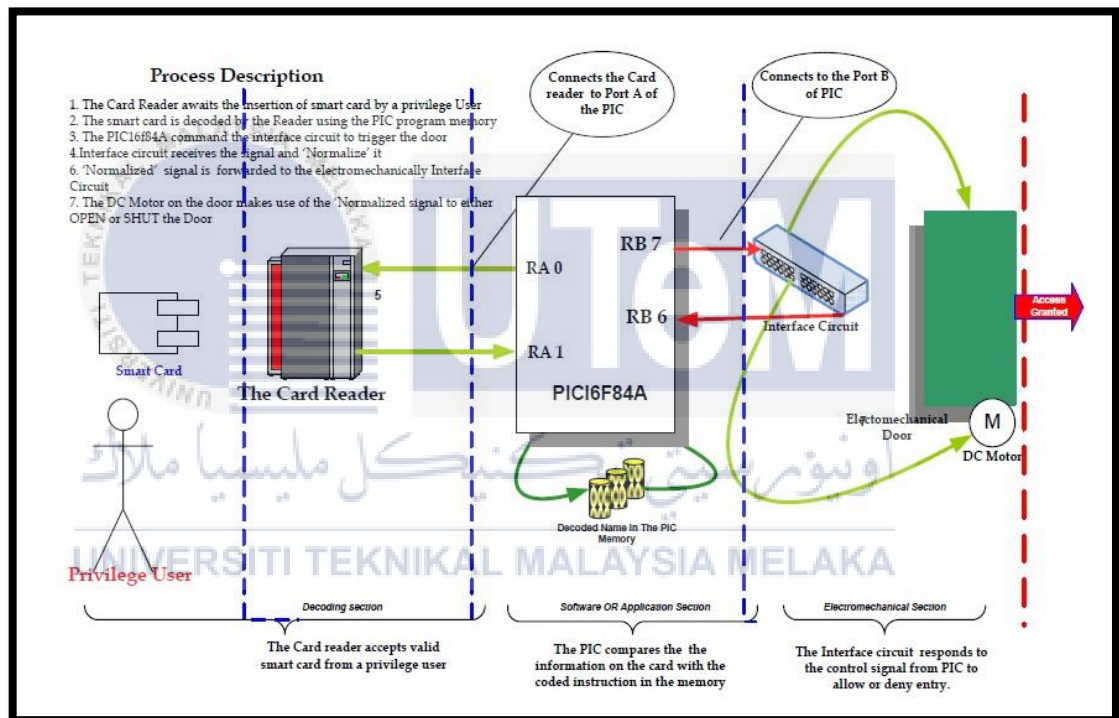 Process Description
1. The Card Reader awaits the insertion of smart card by a privilege User
2. The smart card is decoded by the Reader using the PIC program memory
3. The PIC16f84A command the interface circuit to trigger the door
4.Interface circuit receives the signal and 'Normalize' it
6. 'Normalized' signal is forwarded to the electromechanically Interface
Circuit
7. The DC Motor on the door makes use of the 'Normalized signal to either
OPEN or SHUT the Door
Connects the Card
reader to Port A of
the PIC
Connects to the Port B
of PIC
UNIVERSITI TEKNIKAL MALAYSIA MELAKA
UTeM
RB 7
RA 0
5
RB 6
RA 1
Interface Circuit
Access
Granted
Smart Card
The Card Reader
PICI6F84A
7
Electomechanical
Door
M
DC Motor
اونيۏرسيتي تيكنيكل مليسيا ملاك
Decoded Name In The PIC
Memory
UNIVERSITI TEKNIKAL MALAYSIA MELAKA
Privilege User
Decoding section
Software OR Application Section
Electromechanical Section
The Card reader accepts valid
smart card from a privilege user
The PIC compares the the
information on the card with the
coded instruction in the memory
The Interface circuit responds to
the control signal from PIC to
allow or deny entry.